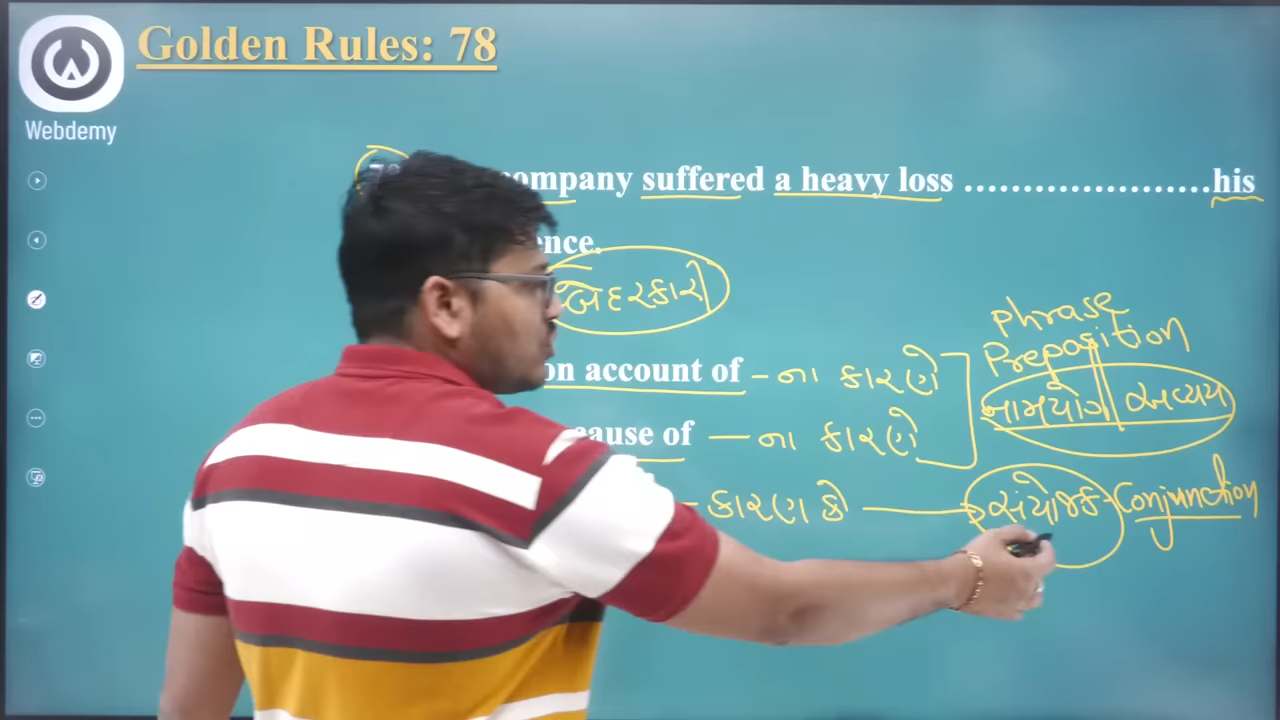 Golden Rules: 78
Webdemy
company suffered a heavy loss .....................his
ence.
બેદરકારી
on account of - ના કારણે
cause of - ના કારણે
- કારણ કે
Phrase
Preposition
નામયોગી અવ્યય
સંયોજક - Conjunction